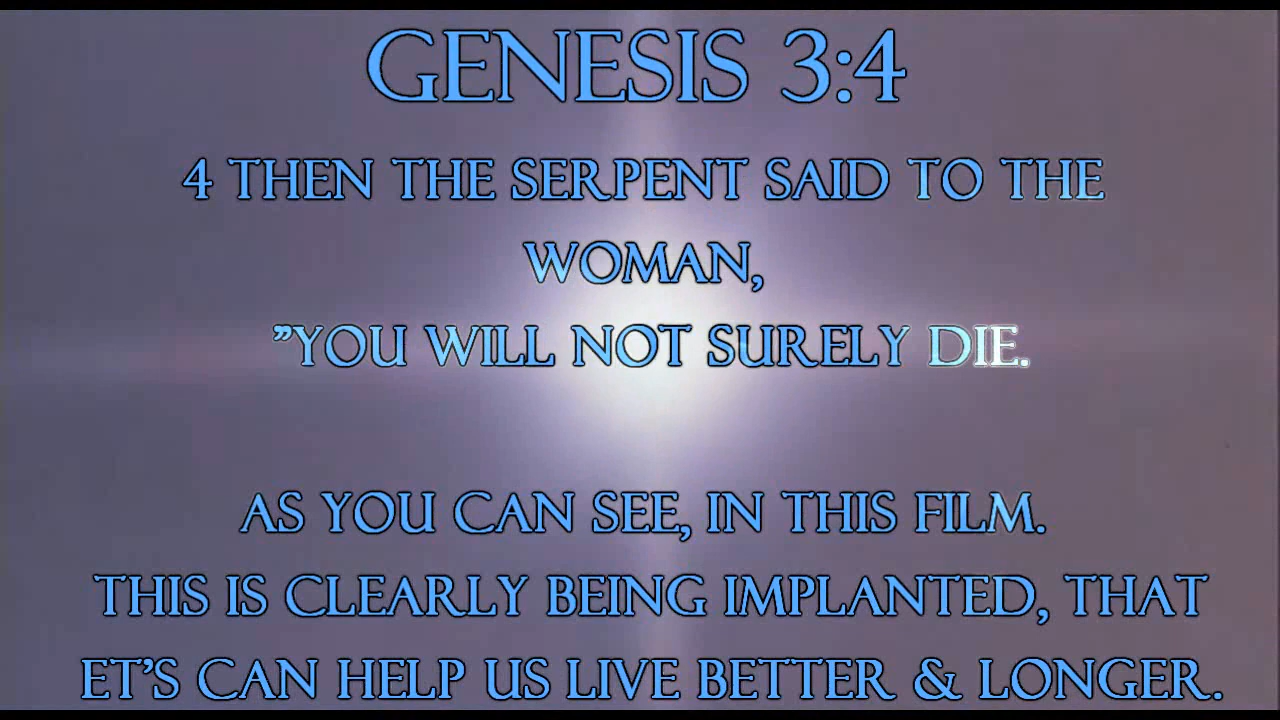 GENESIS 3:4
4 THEN THE SERPENT SAID TO THE
WOMAN,
"YOU WILL NOT SURELY DIE.
AS YOU CAN SEE, IN THIS FILM.
THIS IS CLEARLY BEING IMPLANTED, THAT
ET'S CAN HELP US LIVE BETTER & LONGER.